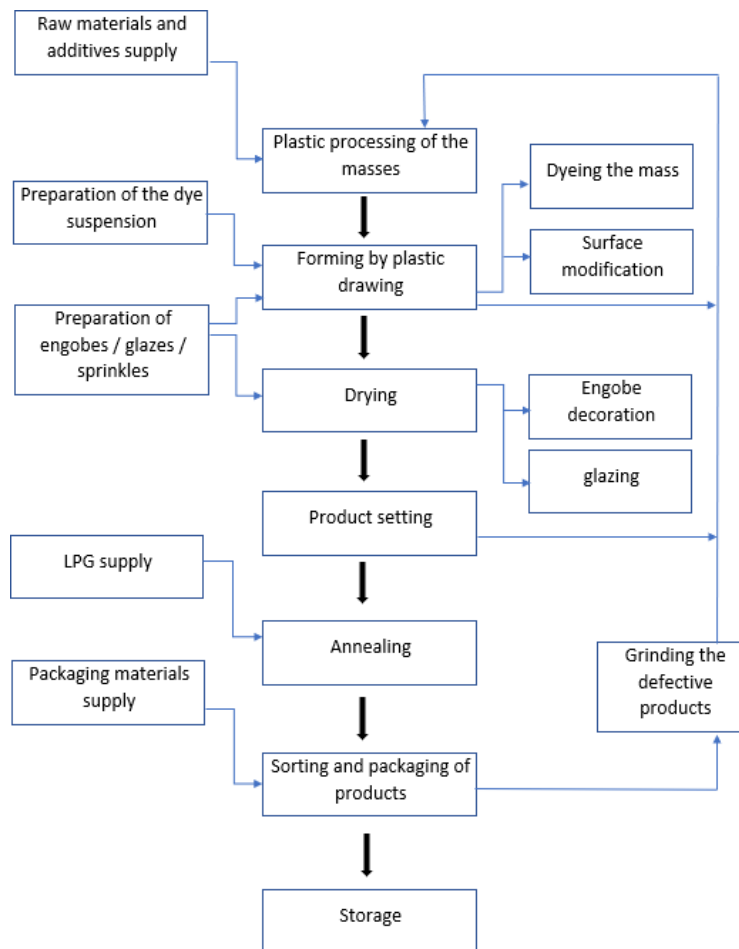 Raw materials and
additives supply
Plastic processing of the
masses
Dyeing the mass
Preparation of the dye
suspension
Surface
modification
Forming by plastic
drawing
Preparation of
engobes / glazes /
sprinkles
Drying
Engobe
decoration
glazing
Product setting
LPG supply
Annealing
Grinding the
defective
products
Packaging materials
supply
Sorting and packaging of
products
Storage